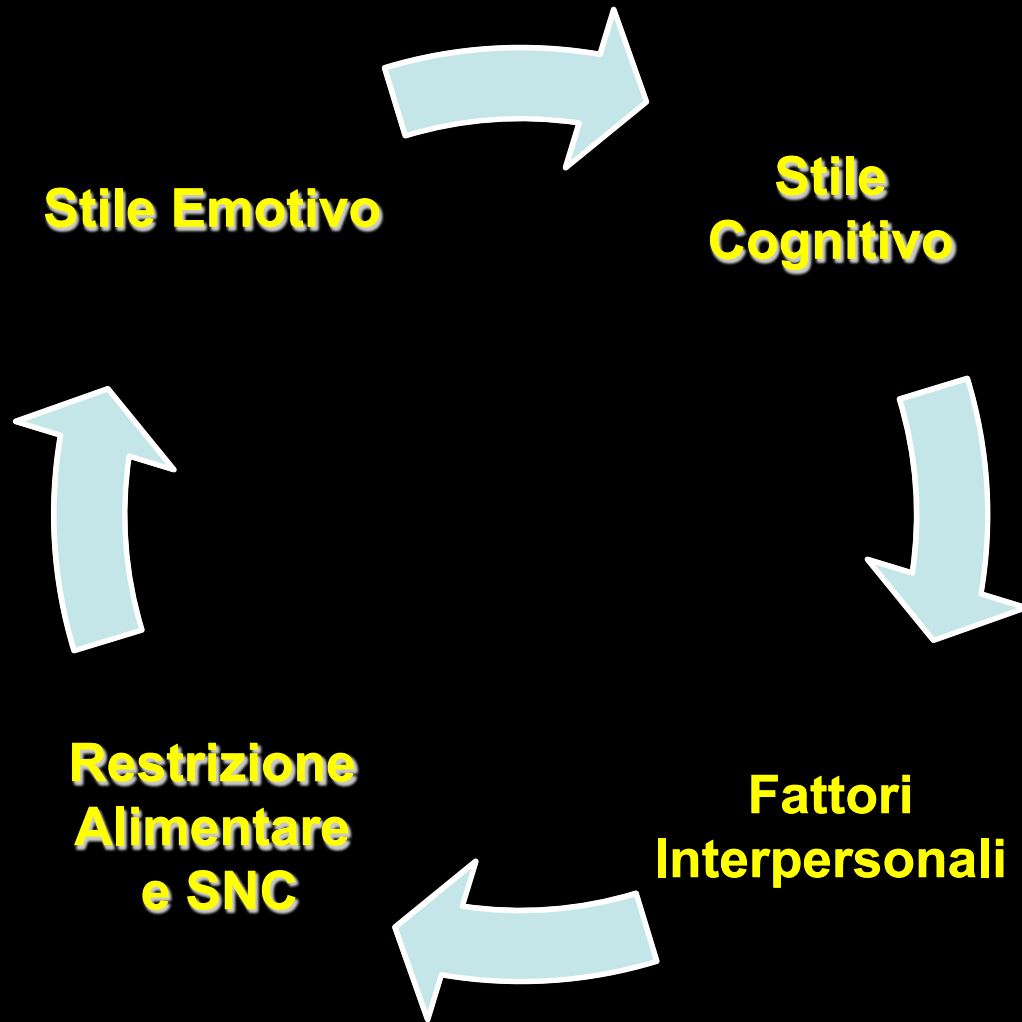 Stile Emotivo
Stile
Cognitivo
Fattori
Interpersonali
Restrizione
Alimentare
e SNC